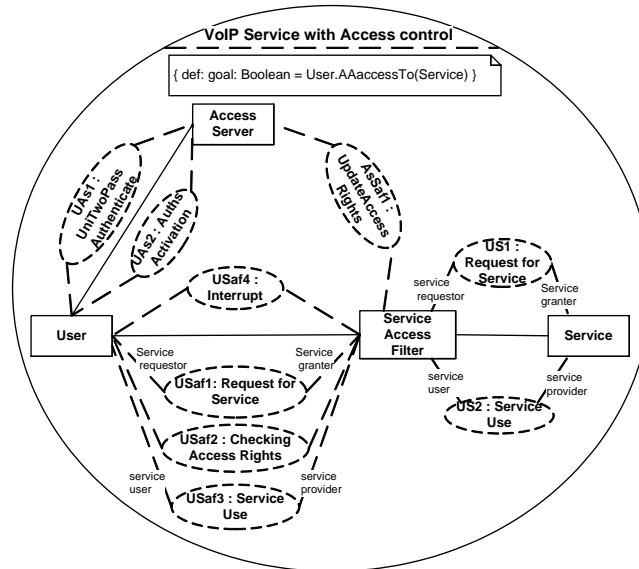 VoIP Service with Access control
{ def: goal: Boolean = User.AAaccessTo(Service) }
Access
Server
UAs1 :
UniTwoPass
Authenticate
UAs2 : Auths
Activation
AsSaf1 :
UpdateAccess
Rights
US1 :
Request for
Service
service
requestor
service
granter
USaf4 :
Interrupt
User
Service
Access
Filter
Service
Service
requestor
Service
granter
USaf1: Request for
Service
service
user
service
provider
US2 : Service
Use
USaf2 : Checking
Access Rights
service
user
service
provider
USaf3 : Service
Use